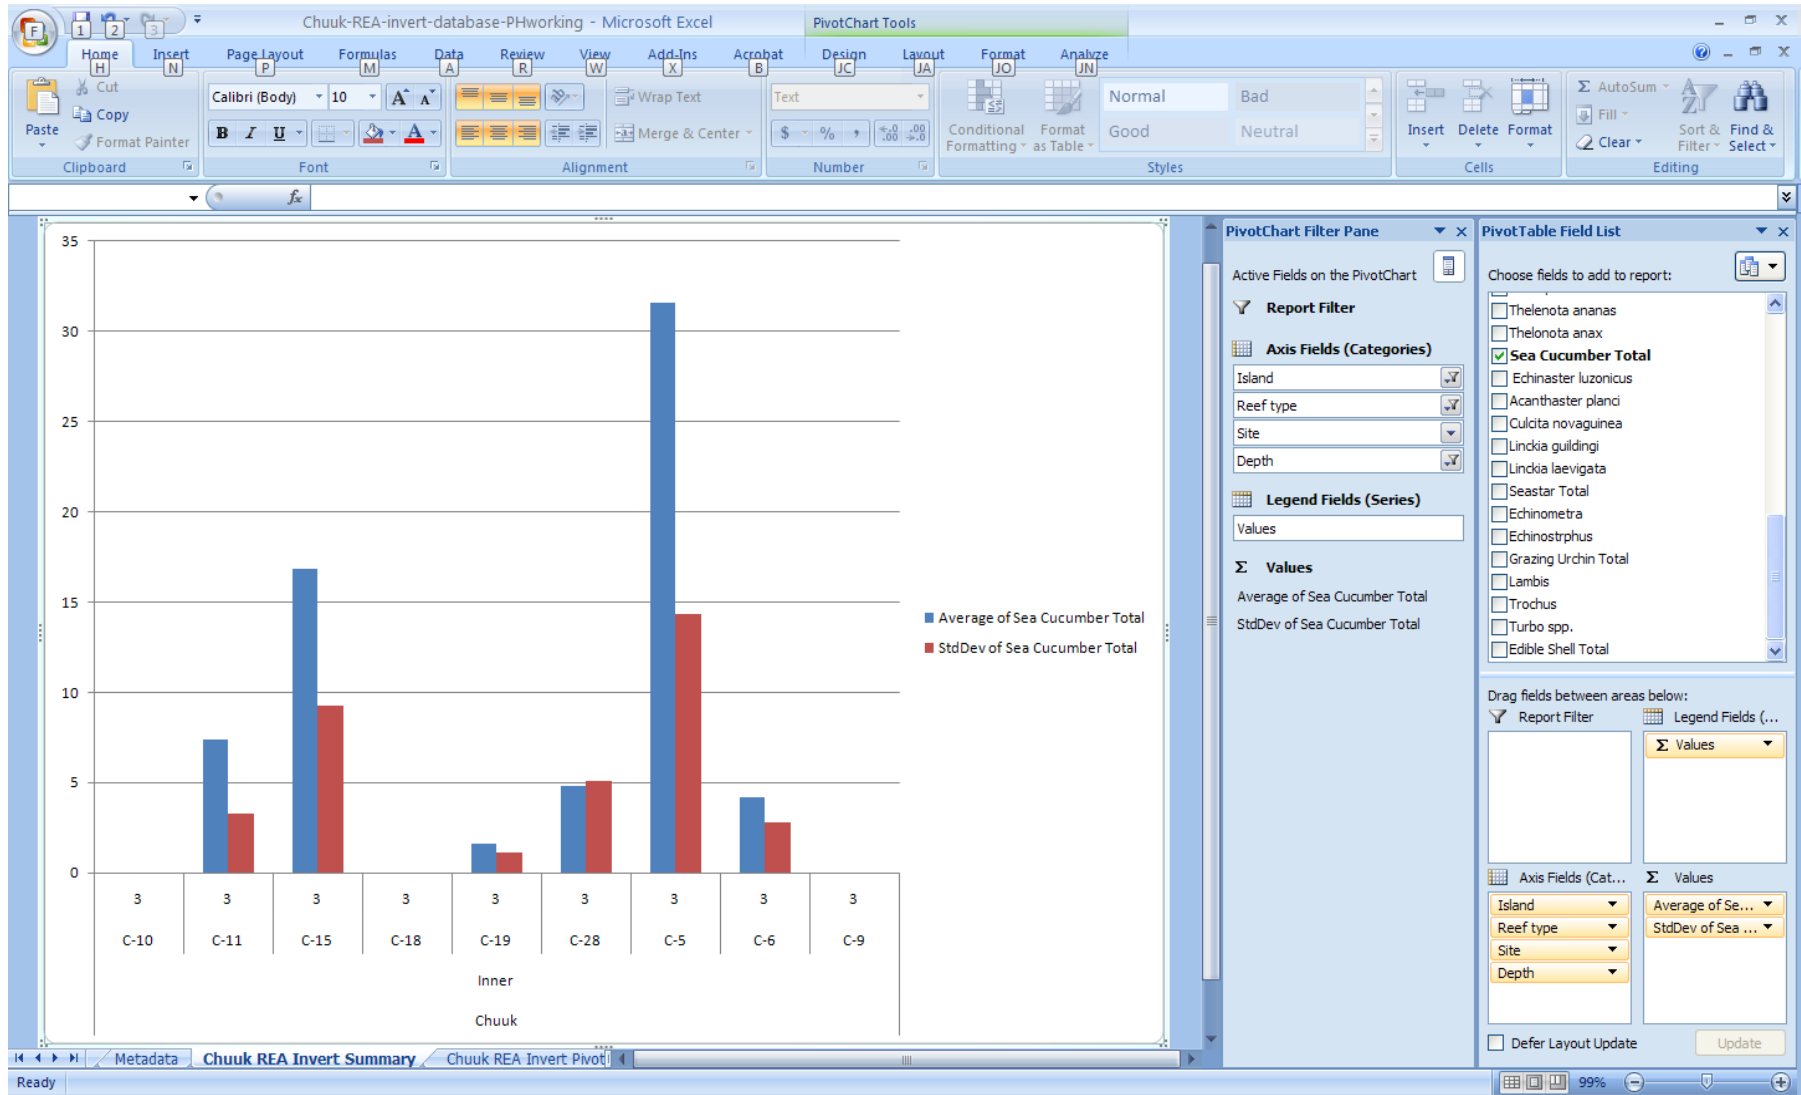 Chuuk-REA-invert-database-PHworking - Microsoft Excel
PivotChart Tools
F
1
2
3
Home
Insert
Page Layout
Formulas
Data
Review
View
Add-Ins
Acrobat
Design
Layout
Format
Analyze
H
N
P
M
A
R
W
X
B
JC
JA
JO
JN
Paste
Cut
Copy
Format Painter
Clipboard
Calibri (Body)
10
A A
B I U
A
Font
Wrap Text
Merge & Center
Alignment
Text
$ % ,
Number
Conditional Formatting
Format as Table
Normal
Bad
Good
Neutral
Styles
Insert
Delete
Format
Cells
Σ AutoSum
Fill
Clear
Sort & Filter
Find & Select
Editing
fx
35
30
25
20
15
10
5
0
3 3 3 3 3 3 3 3 3
C-10 C-11 C-15 C-18 C-19 C-28 C-5 C-6 C-9
Inner
Chuuk
Average of Sea Cucumber Total
StdDev of Sea Cucumber Total
PivotChart Filter Pane
Active Fields on the PivotChart
Report Filter
Axis Fields (Categories)
Island
Reef type
Site
Depth
Legend Fields (Series)
Values
Σ Values
Average of Sea Cucumber Total
StdDev of Sea Cucumber Total
PivotTable Field List
Choose fields to add to report:
Thelenota ananas
Thelonota anax
Sea Cucumber Total
Echinaster luzonicus
Acanthaster planci
Culcita novaguinea
Linckia guildingi
Linckia laevigata
Seastar Total
Echinometra
Echinostrphus
Grazing Urchin Total
Lambis
Trochus
Turbo spp.
Edible Shell Total
Drag fields between areas below:
Report Filter
Legend Fields (...
Σ Values
Axis Fields (Cat...
Σ Values
Island
Reef type
Site
Depth
Average of Se...
StdDev of Sea ...
Defer Layout Update
Update
Metadata
Chuuk REA Invert Summary
Chuuk REA Invert Pivot
Ready
99%